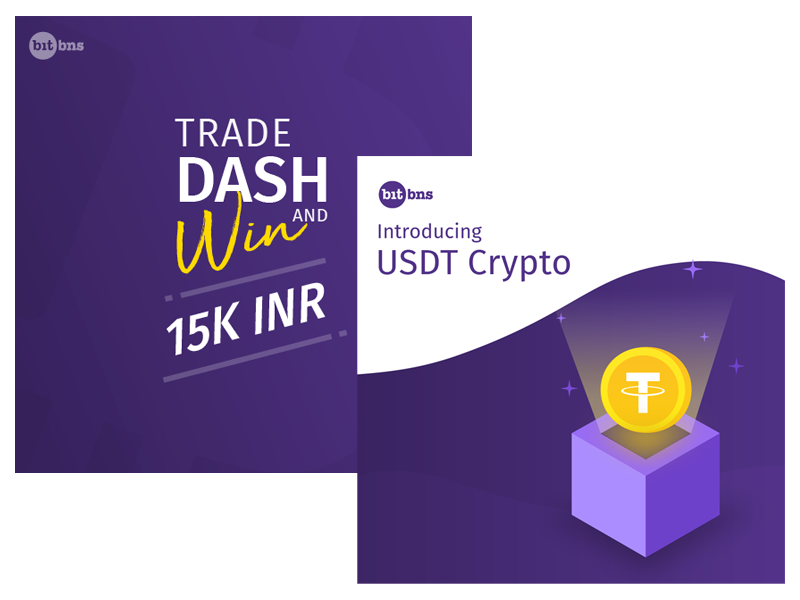 bitbns
TRADE
DASH
AND
Win
15K INR
bitbns
Introducing
USDT Crypto
T